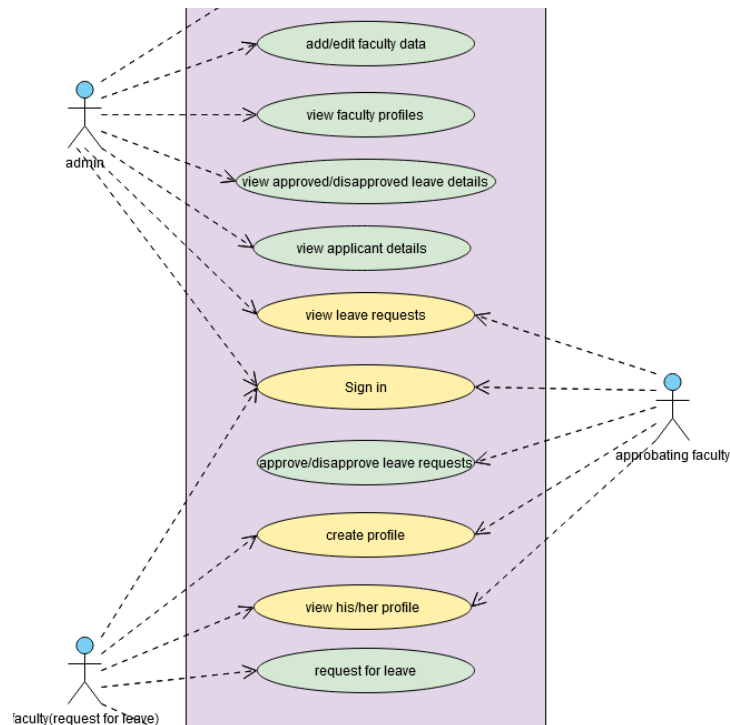 add/edit faculty data
view faculty profiles
admin
view approved/disapproved leave details
view applicant details
view leave requests
Sign in
approve/disapprove leave requests
approbating faculty
create profile
view his/her profile
request for leave
faculty(request for leave)